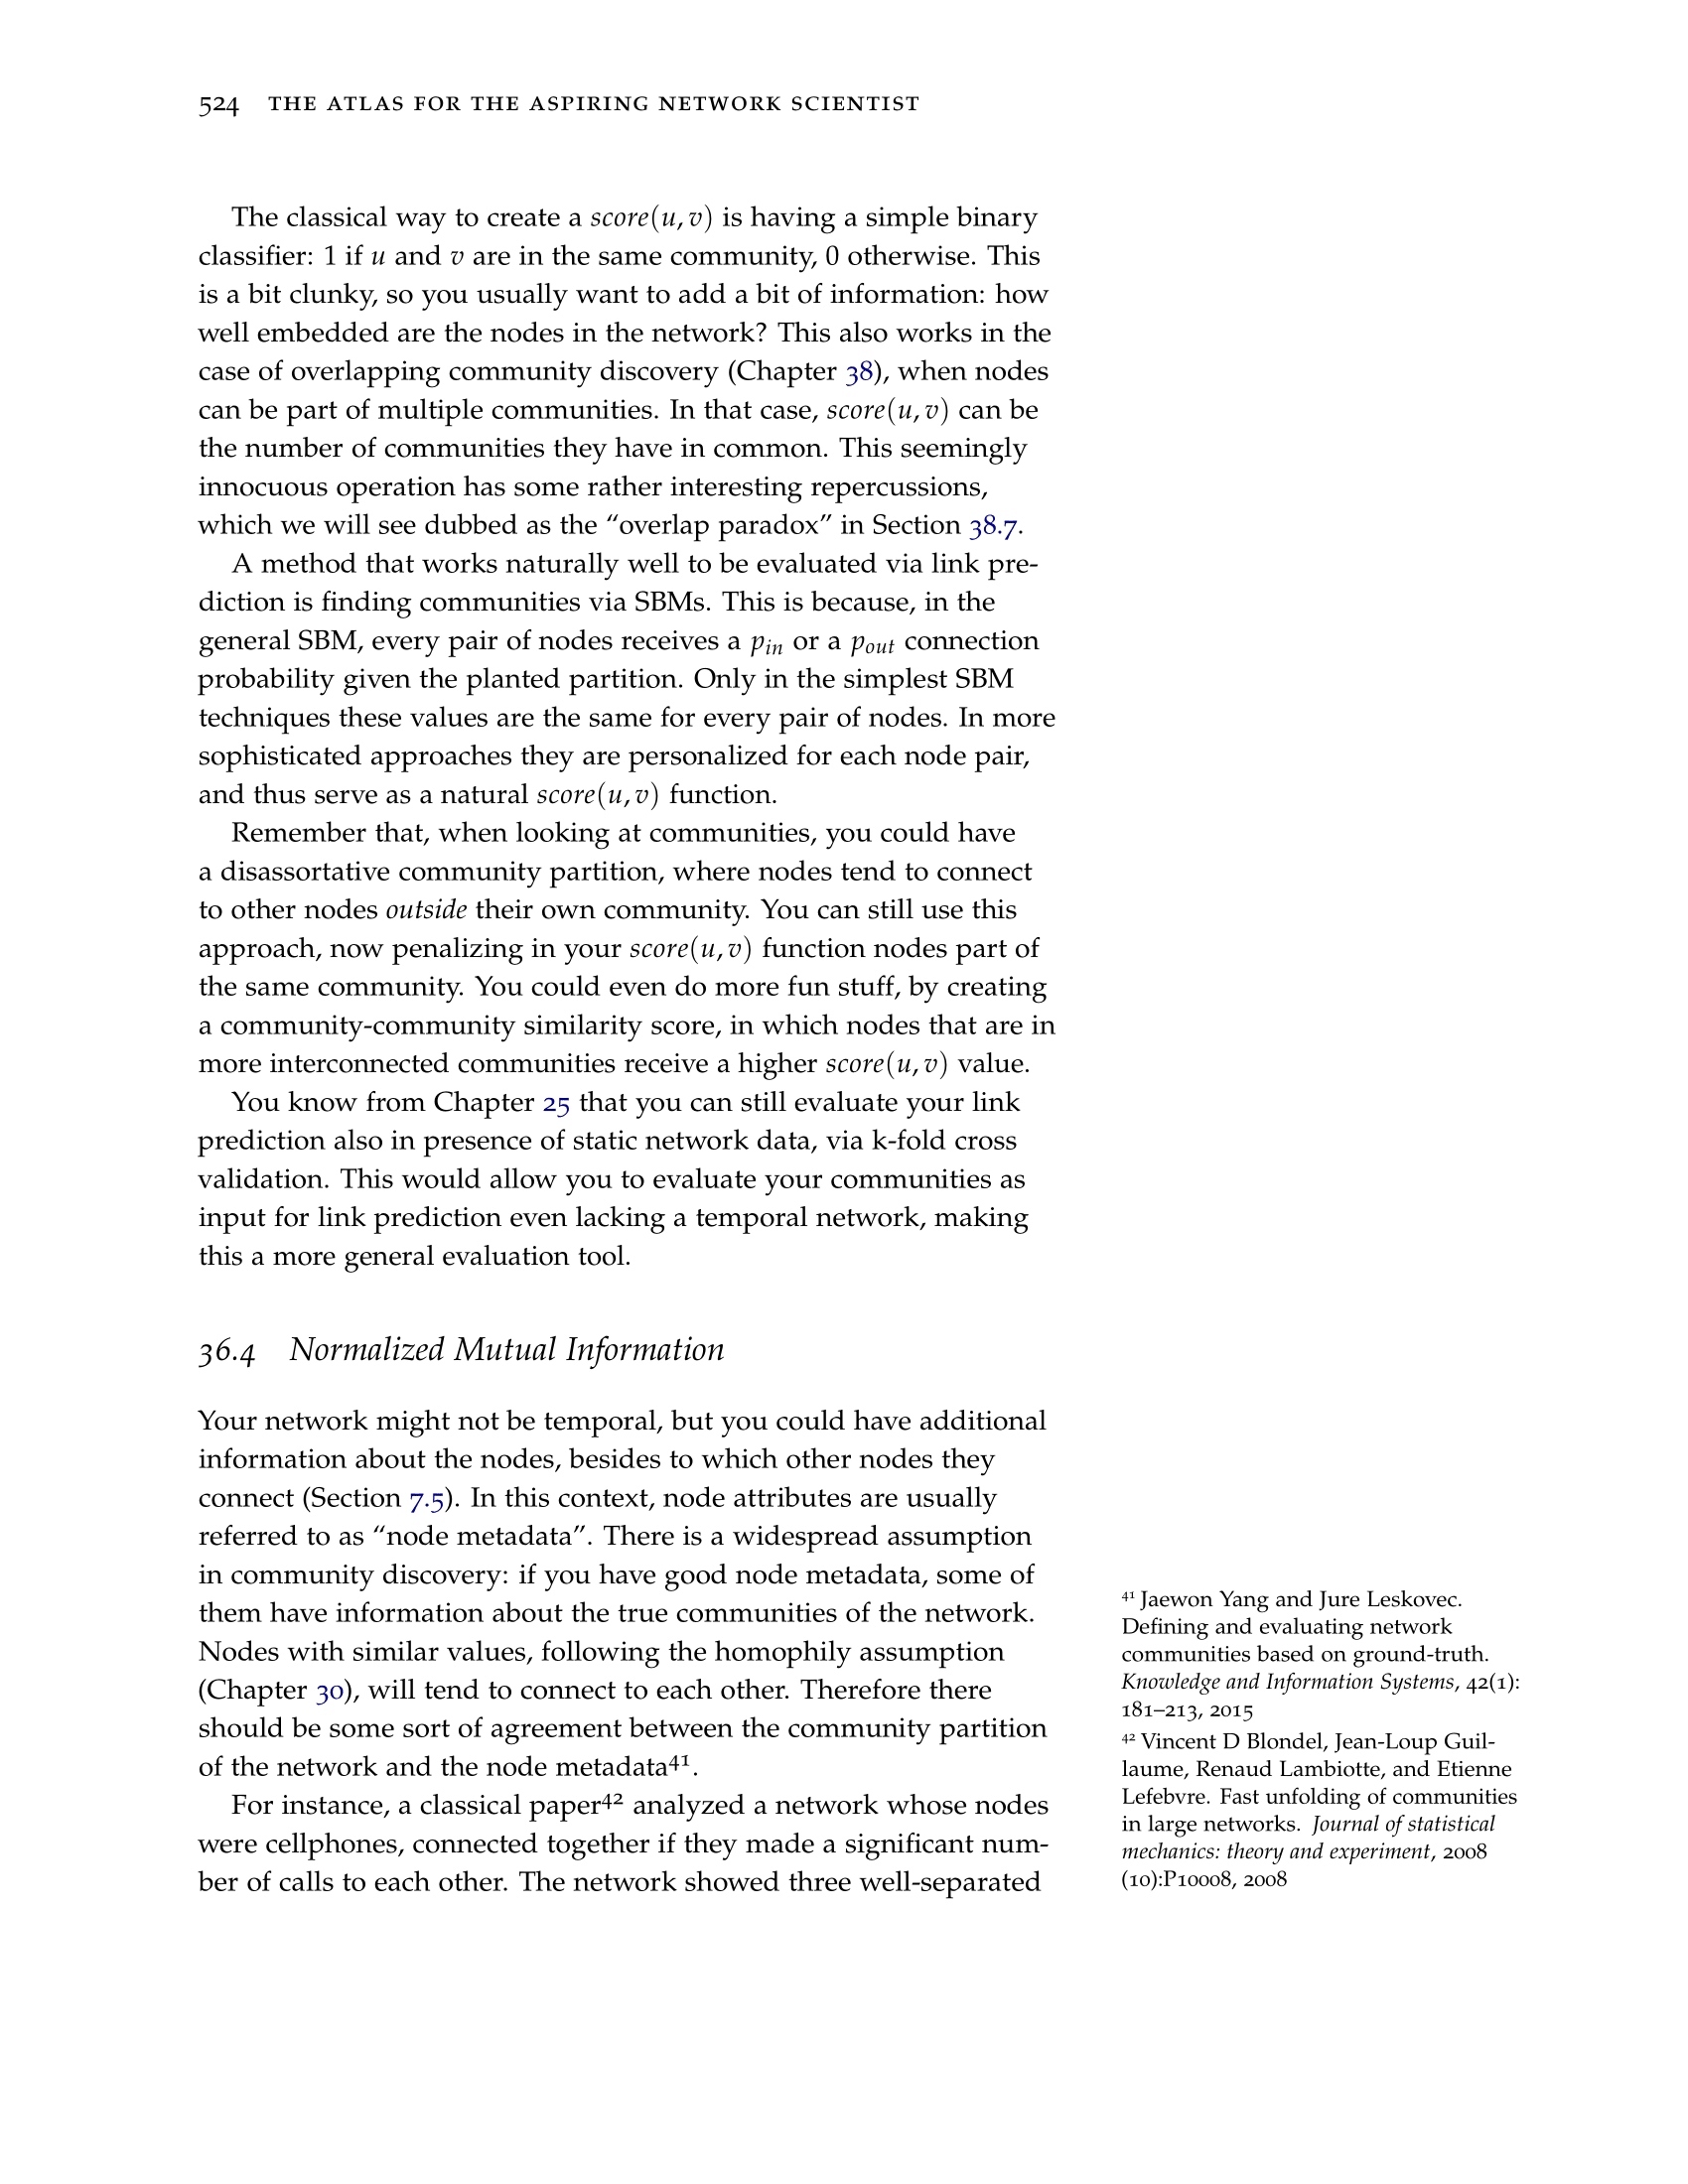 524 THE ATLAS FOR THE ASPIRING NETWORK SCIENTIST
The classical way to create a score(u, v) is having a simple binary
classifier: 1 if u and v are in the same community, 0 otherwise. This
is a bit clunky, so you usually want to add a bit of information: how
well embedded are the nodes in the network? This also works in the
case of overlapping community discovery (Chapter 38), when nodes
can be part of multiple communities. In that case, score(u, v) can be
the number of communities they have in common. This seemingly
innocuous operation has some rather interesting repercussions,
which we will see dubbed as the “overlap paradox” in Section 38.7.
A method that works naturally well to be evaluated via link pre-
diction is finding communities via SBMs. This is because, in the
general SBM, every pair of nodes receives a p_in or a p_out connection
probability given the planted partition. Only in the simplest SBM
techniques these values are the same for every pair of nodes. In more
sophisticated approaches they are personalized for each node pair,
and thus serve as a natural score(u, v) function.
Remember that, when looking at communities, you could have
a disassortative community partition, where nodes tend to connect
to other nodes outside their own community. You can still use this
approach, now penalizing in your score(u, v) function nodes part of
the same community. You could even do more fun stuff, by creating
a community-community similarity score, in which nodes that are in
more interconnected communities receive a higher score(u, v) value.
You know from Chapter 25 that you can still evaluate your link
prediction also in presence of static network data, via k-fold cross
validation. This would allow you to evaluate your communities as
input for link prediction even lacking a temporal network, making
this a more general evaluation tool.
36.4 Normalized Mutual Information
Your network might not be temporal, but you could have additional
information about the nodes, besides to which other nodes they
connect (Section 7.5). In this context, node attributes are usually
referred to as “node metadata”. There is a widespread assumption
in community discovery: if you have good node metadata, some of
them have information about the true communities of the network.
Nodes with similar values, following the homophily assumption
(Chapter 30), will tend to connect to each other. Therefore there
should be some sort of agreement between the community partition
of the network and the node metadata⁴¹.
For instance, a classical paper⁴² analyzed a network whose nodes
were cellphones, connected together if they made a significant num-
ber of calls to each other. The network showed three well-separated
⁴¹ Jaewon Yang and Jure Leskovec.
Defining and evaluating network
communities based on ground-truth.
Knowledge and Information Systems, 42(1):
181–213, 2015
⁴² Vincent D Blondel, Jean-Loup Guil-
laume, Renaud Lambiotte, and Etienne
Lefebvre. Fast unfolding of communities
in large networks. Journal of statistical
mechanics: theory and experiment, 2008
(10):P10008, 2008